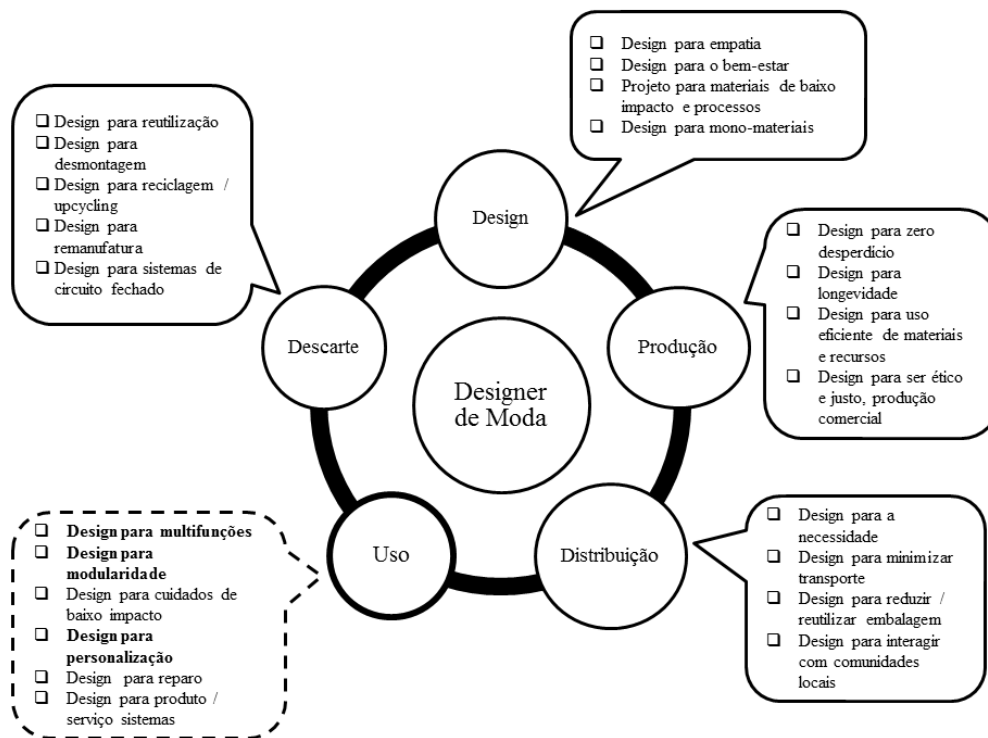 ❑ Design para empatia
❑ Design para o bem-estar
❑ Projeto para materiais de baixo
impacto e processos
❑ Design para mono-materiais
❑ Design para reutilização
❑ Design para
desmontagem
❑ Design para reciclagem /
upcycling
❑ Design para
remanufatura
❑ Design para sistemas de
circuito fechado
Design
❑ Design para zero
desperdício
❑ Design para
longevidade
❑ Design para uso
eficiente de materiais
e recursos
❑ Design para ser ético
e justo, produção
comercial
Descarte
Produção
Designer
de Moda
❑ Design para multifunções
❑ Design para
modularidade
❑ Design para cuidados de
baixo impacto
❑ Design para
personalização
❑ Design para reparo
❑ Design para produto /
serviço sistemas
Uso
Distribuição
❑ Design para a
necessidade
❑ Design para minimizar
transporte
❑ Design para reduzir /
reutilizar embalagem
❑ Design para interagir
com comunidades
locais